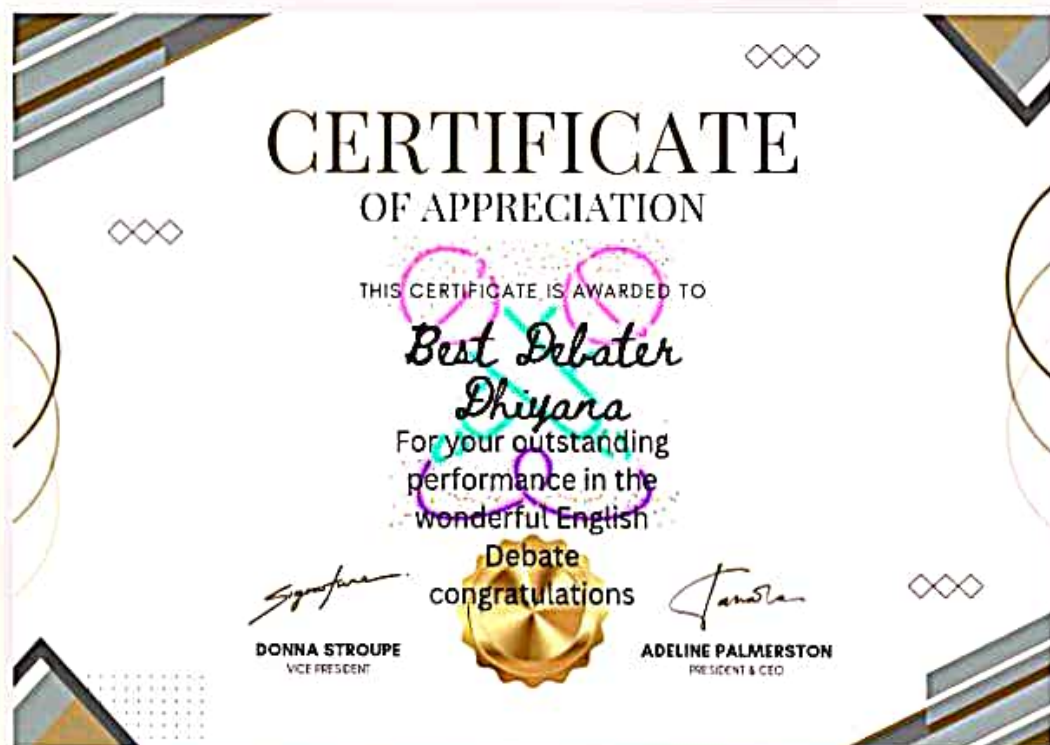 CERTIFICATE
OF APPRECIATION
THIS CERTIFICATE IS AWARDED TO
Best Debater
Dhiyana
For your outstanding
performance in the
wonderful English
Debate
congratulations
Signature
DONNA STROUPE
VICE PRESIDENT
ADELINE PALMERSTON
PRESIDENT & CEO